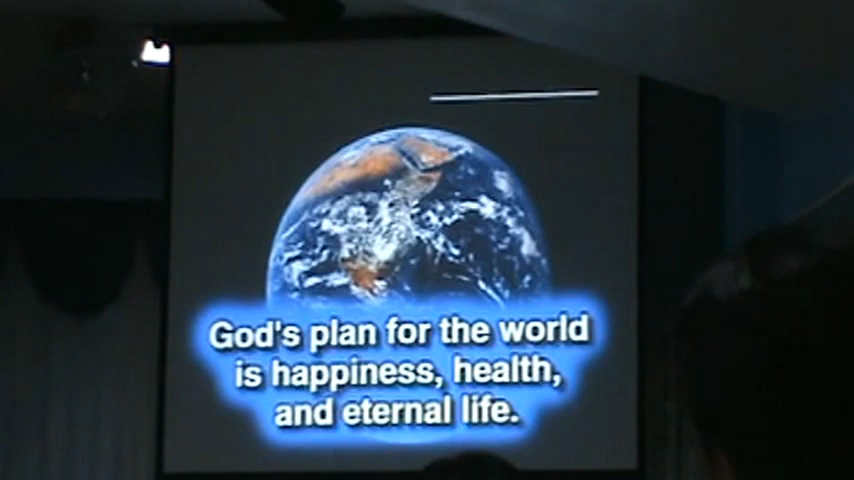 God's plan for the world
is happiness, health,
and eternal life.